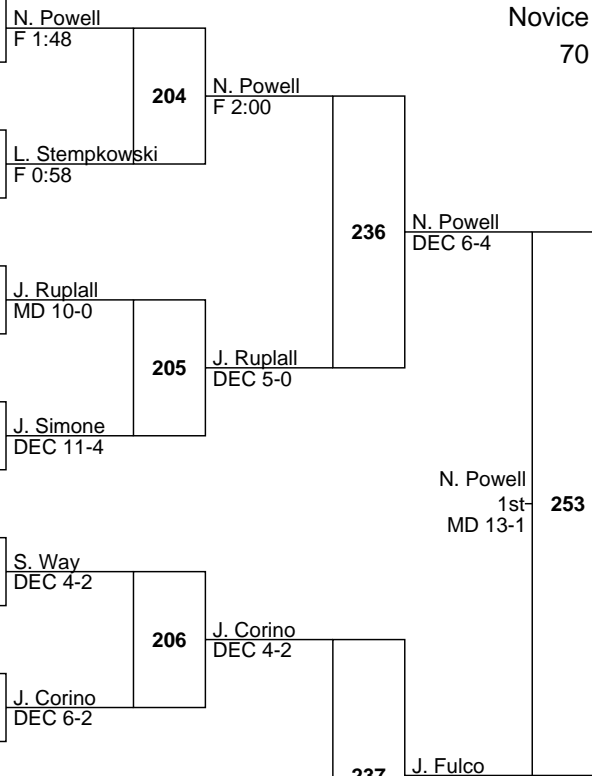 Novice
70
N. Powell
F 1:48
204
N. Powell
F 2:00
L. Stempkowski
F 0:58
236
N. Powell
DEC 6-4
J. Ruplall
MD 10-0
205
J. Ruplall
DEC 5-0
J. Simone
DEC 11-4
N. Powell
1st
MD 13-1
253
S. Way
DEC 4-2
206
J. Corino
DEC 4-2
J. Corino
DEC 6-2
237
J. Fulco